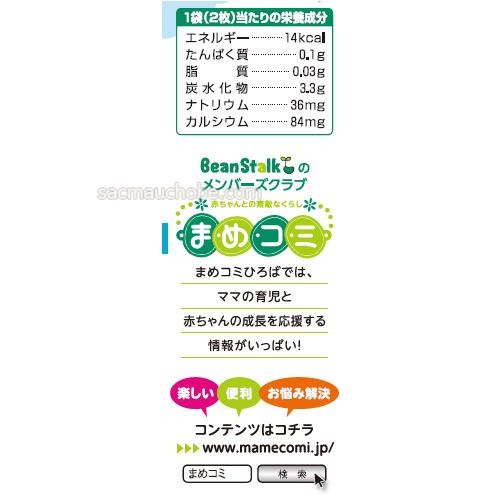 1袋(2枚)当たりの栄養成分
エネルギー 14kcal
たんぱく質 0.1g
脂質 0.03g
炭水化物 3.3g
ナトリウム 36mg
カルシウム 84mg
BeanStalkの
メンバーズクラブ
sacmauchobe.com
赤ちゃんとの素敵なくらし
まめコミ
まめコミひろばでは、
ママの育児と
赤ちゃんの成長を応援する
情報がいっぱい!
楽しい 便利 お悩み解決
コンテンツはコチラ
www.mamecomi.jp/
まめコミ 検索